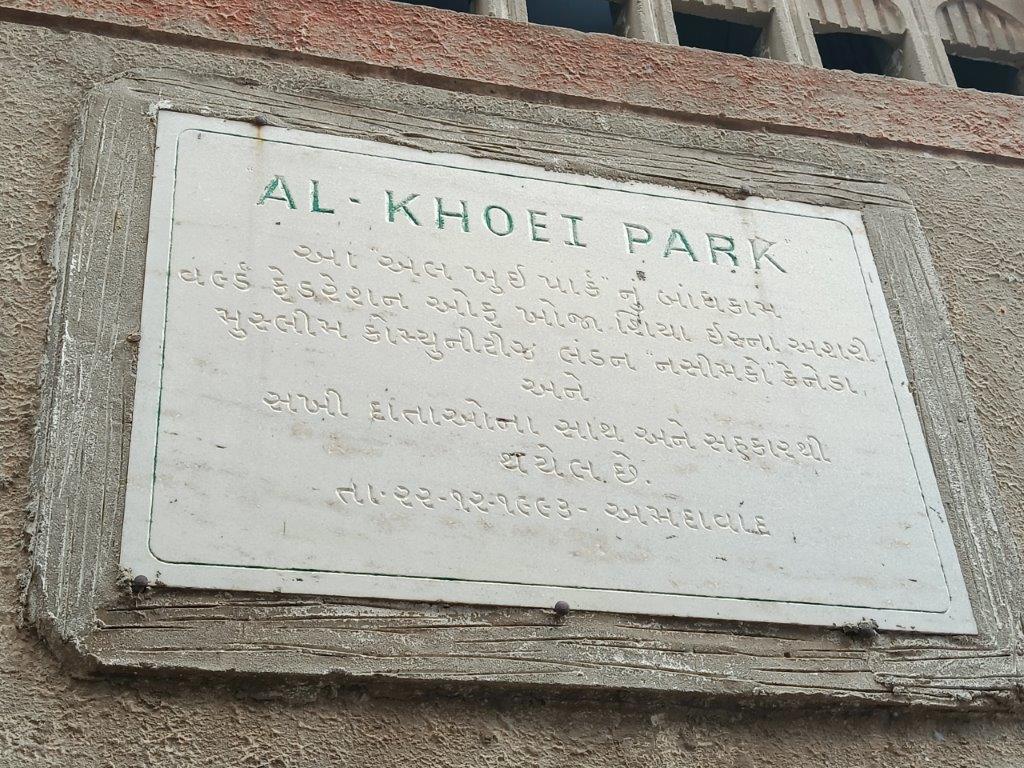 AL-KHOEI PARK
આ "અલ ખુઈ પાર્ક" નું બાંધકામ
વર્લ્ડ ફેડરેશન ઓફ ખોજા શિયા ઈસ્ના અશરી
મુસ્લીમ કોમ્યુનીટીઝ લંડન "નસીમકો" કેનેડા
અને
સખી દાતાઓના સાથ અને સહકારથી
થયેલ છે.
તા. ૨૨-૧૨-૧૯૯૩ - અમદાવાદ